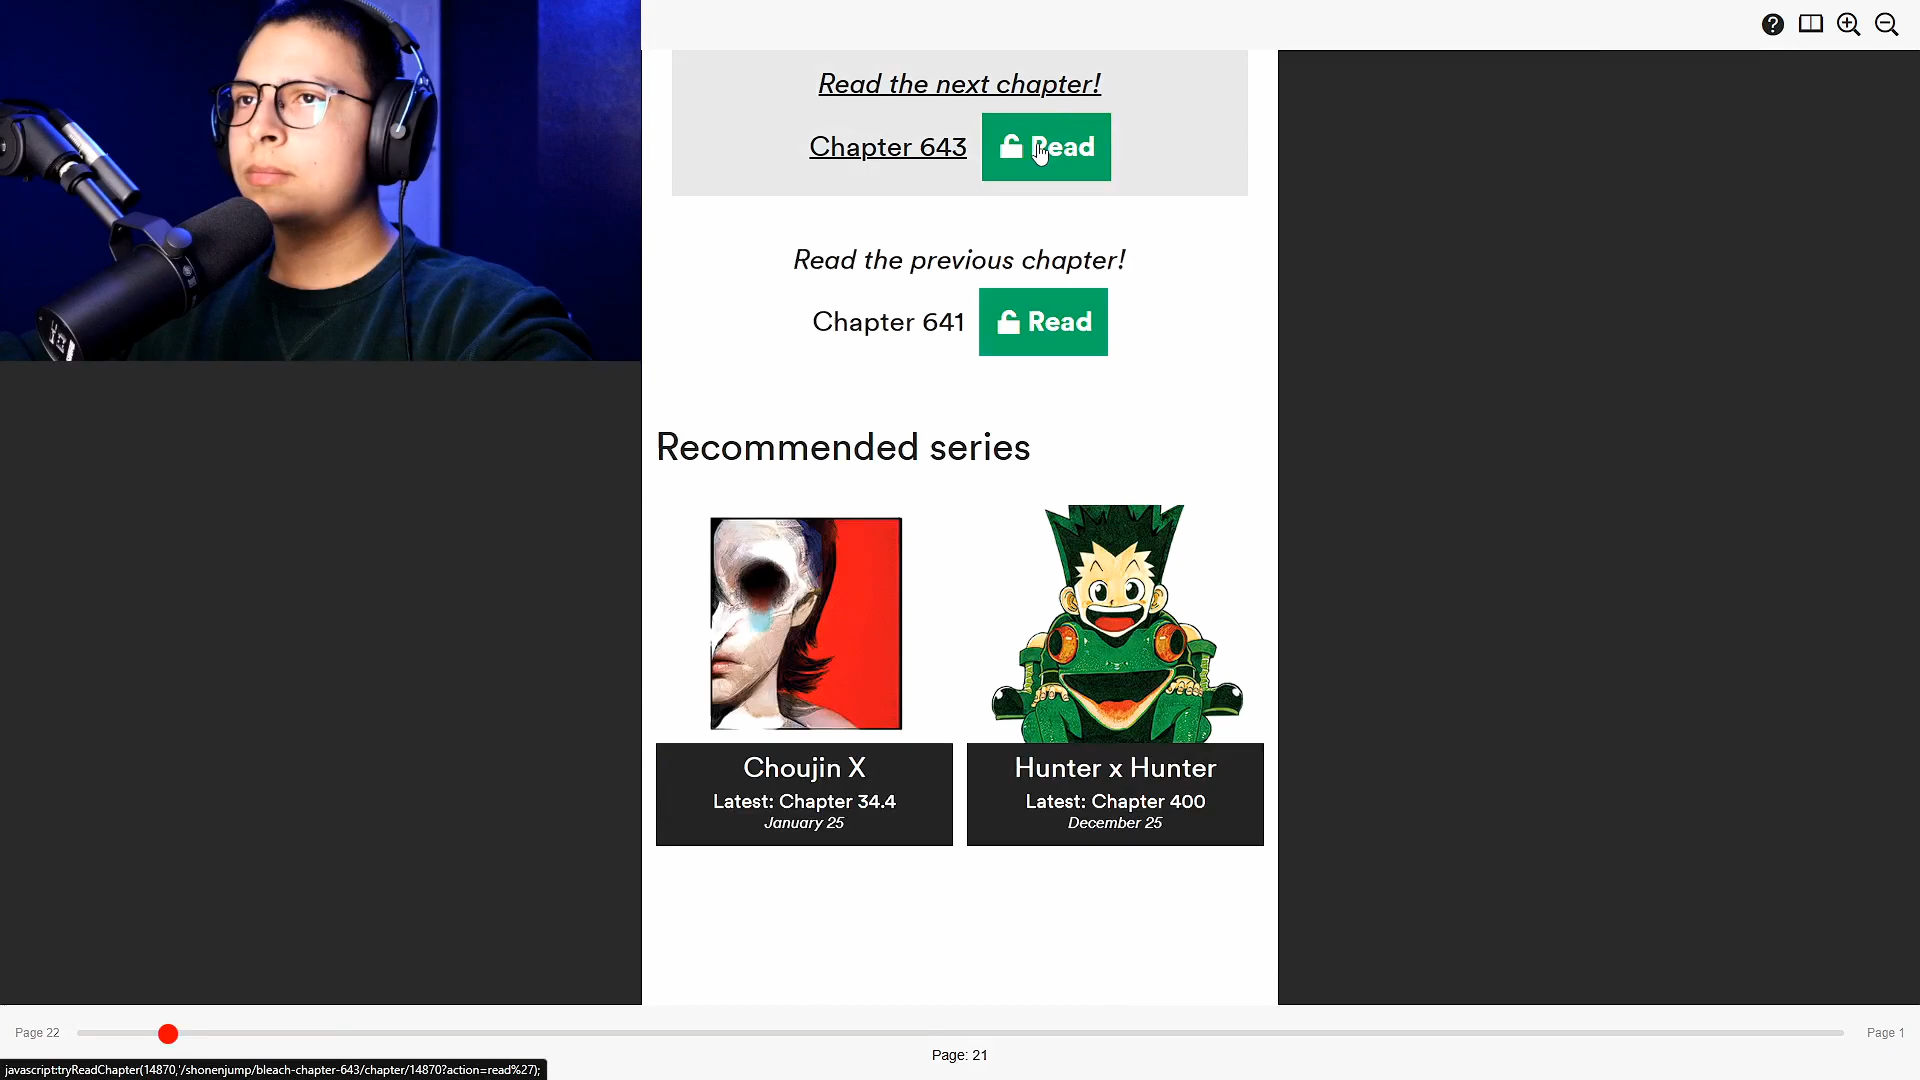 Read the next chapter!
Chapter 643
Read
Read the previous chapter!
Chapter 641
Read
Recommended series
Choujin X
Latest: Chapter 34.4
January 25
Hunter x Hunter
Latest: Chapter 400
December 25
Page 22
Page 1
Page: 21
javascript:tryReadChapter(14870,'/shonenjump/bleach-chapter-643/chapter/14870?action=read%27);